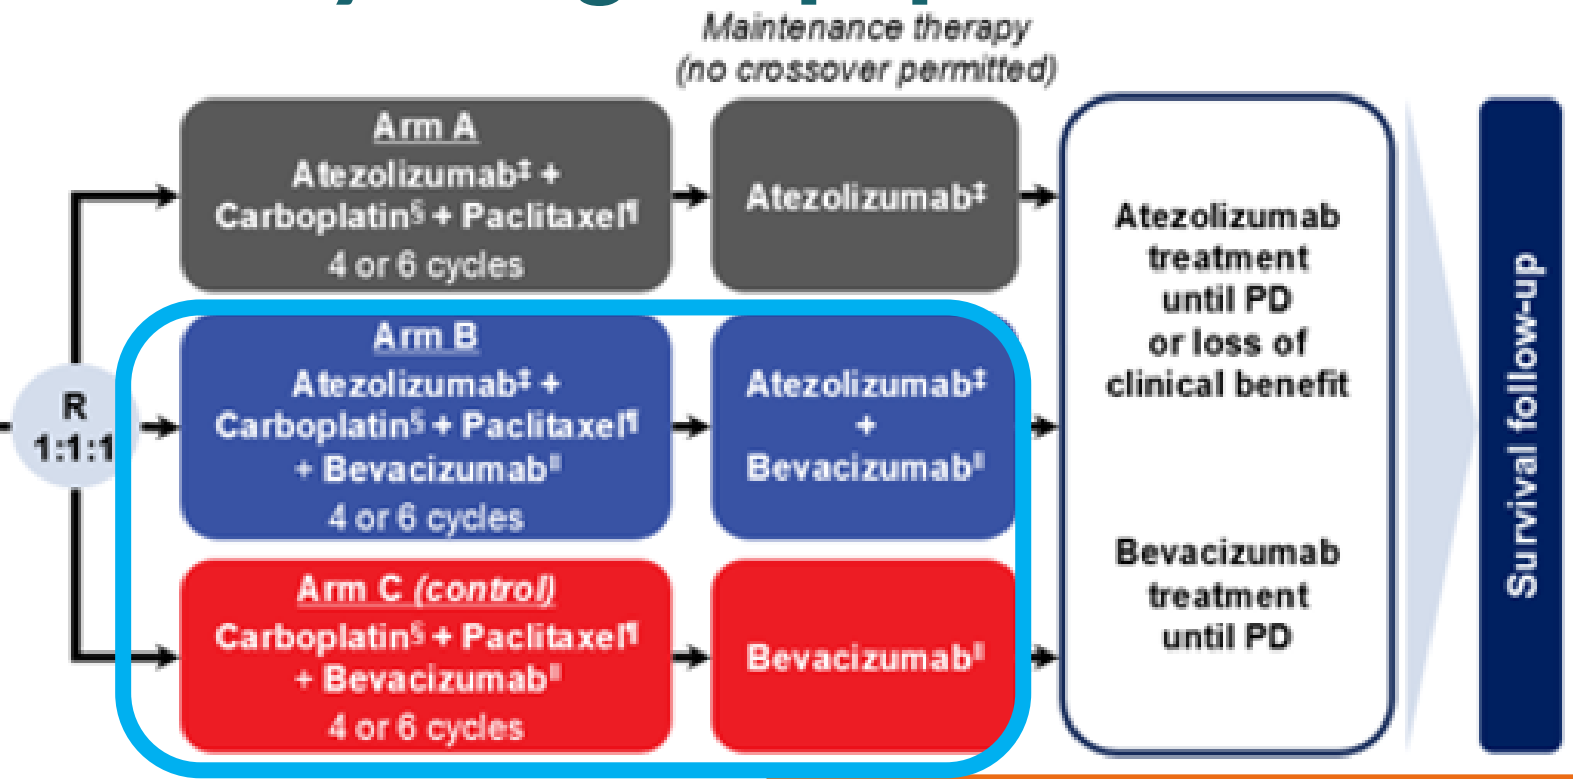 Maintenance therapy
(no crossover permitted)
R
1:1:1
Arm A
Atezolizumab‡ +
Carboplatin§ + Paclitaxel¶
4 or 6 cycles
Atezolizumab‡
Arm B
Atezolizumab‡ +
Carboplatin§ + Paclitaxel¶
+ Bevacizumab‖
4 or 6 cycles
Atezolizumab‡
+
Bevacizumab‖
Arm C (control)
Carboplatin§ + Paclitaxel¶
+ Bevacizumab‖
4 or 6 cycles
Bevacizumab‖
Atezolizumab
treatment
until PD
or loss of
clinical benefit
Bevacizumab
treatment
until PD
Survival follow-up